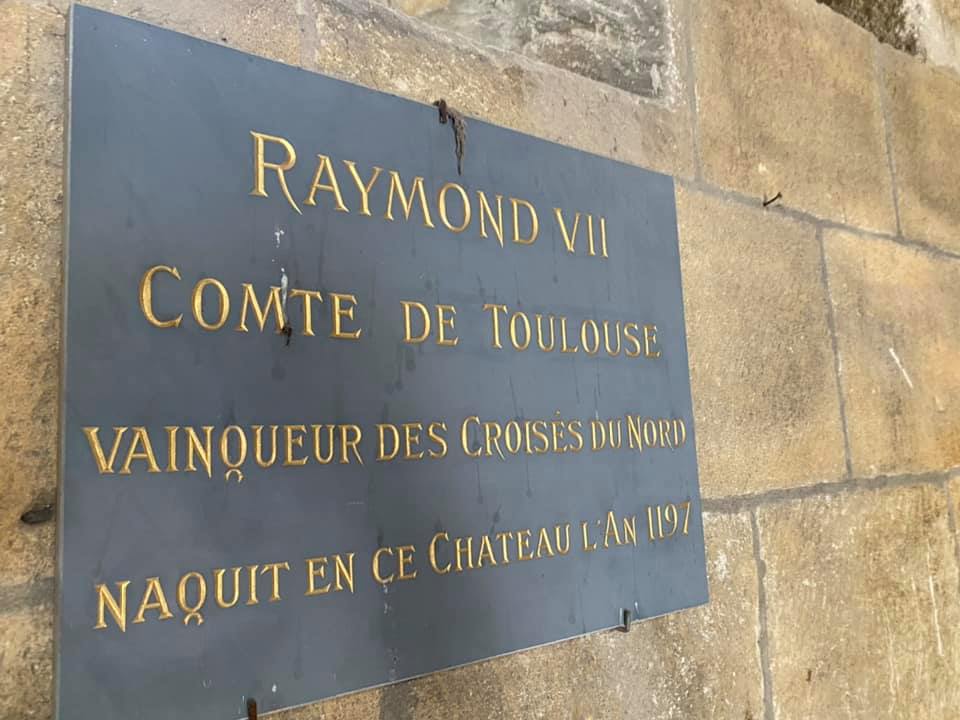 RAYMOND VII
COMTE DE TOULOUSE
VAINQUEUR DES CROISÉS DU NORD
NAQUIT EN CE CHATEAU L'AN 1197